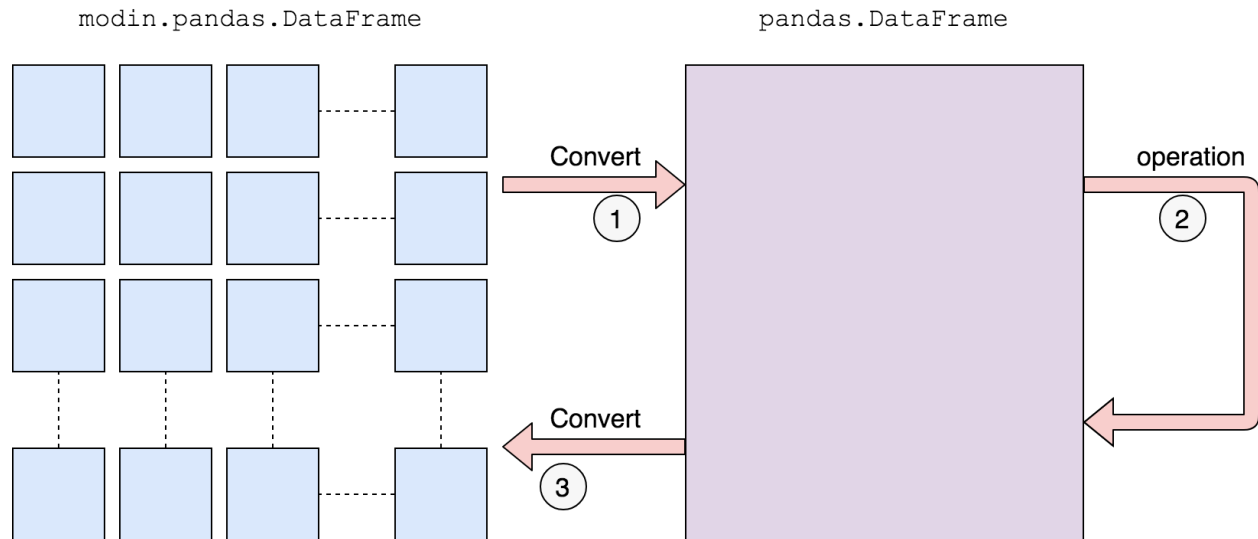 modin.pandas.DataFrame
pandas.DataFrame
Convert
1
operation
2
Convert
3